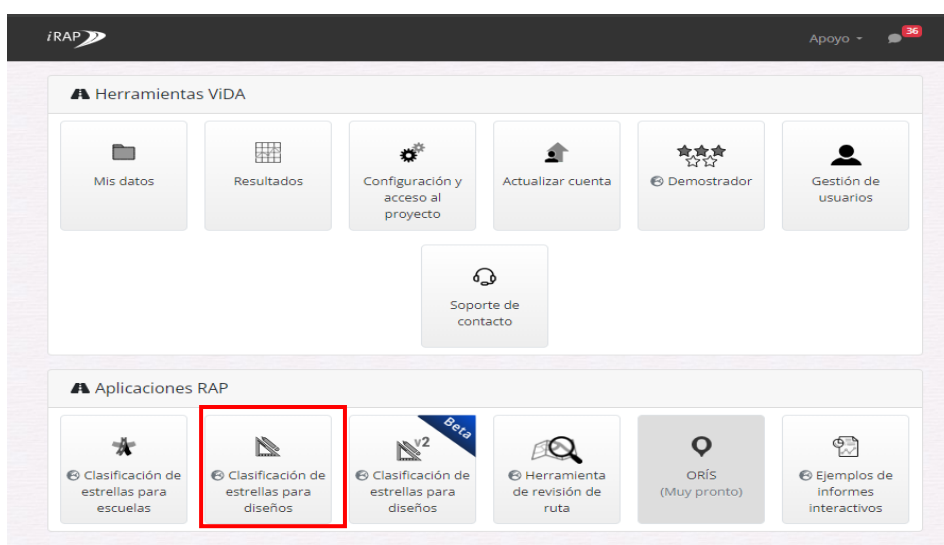 iRAP
Apoyo
36
Herramientas ViDA
Mis datos
Resultados
Configuración y
acceso al
proyecto
Actualizar cuenta
Demostrador
Gestión de
usuarios
Soporte de
contacto
Aplicaciones RAP
Clasificación de
estrellas para
escuelas
Clasificación de
estrellas para
diseños
Beta
V2
Clasificación de
estrellas para
diseños
Herramienta
de revisión de
ruta
ORÍS
(Muy pronto)
Ejemplos de
informes
interactivos